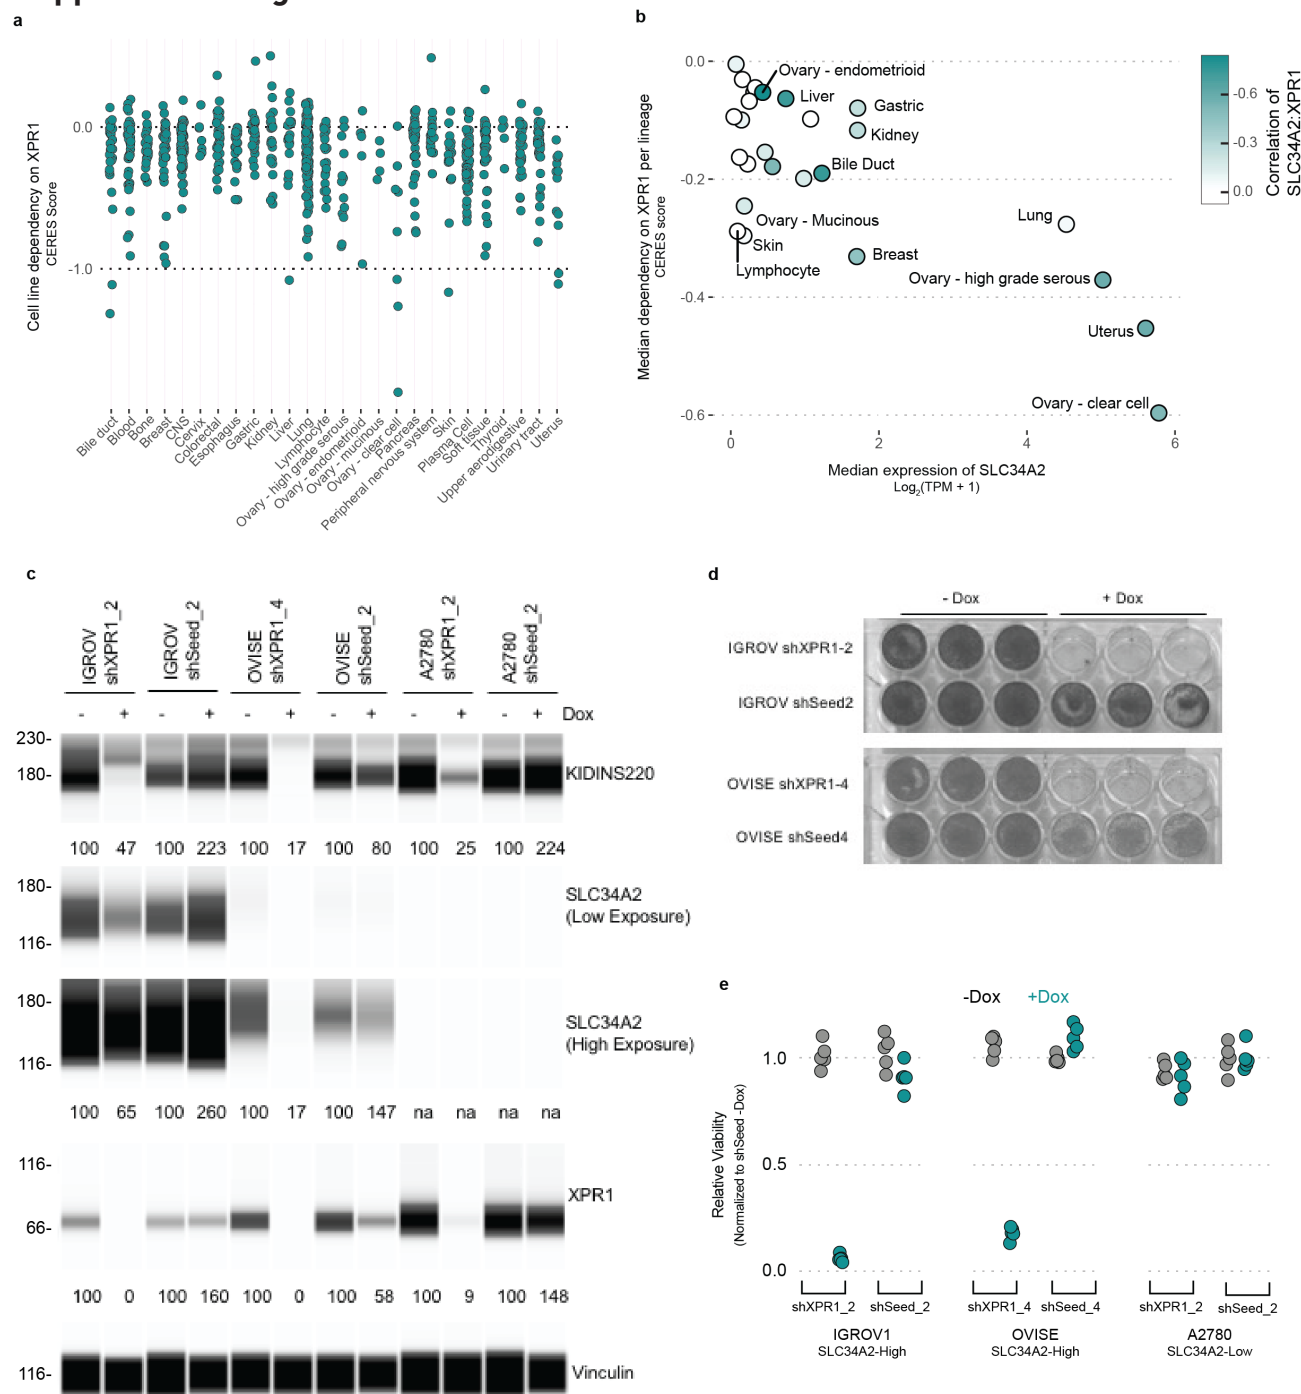 a
Cell line dependency on XPR1
CERES Score
0.0
-1.0
Bile duct
Blood
Bone
Breast
CNS
Cervix
Colorectal
Esophagus
Gastric
Kidney
Liver
Lung
Lymphocyte
Ovary - high grade serous
Ovary - endometrioid
Ovary - mucinous
Ovary - clear cell
Pancreas
Peripheral nervous system
Skin
Plasma Cell
Soft tissue
Thyroid
Upper aerodigestive
Urinary tract
Uterus
b
Median dependency on XPR1 per lineage
CERES score
0.0
-0.2
-0.4
-0.6
Ovary - endometrioid
Liver
Gastric
Kidney
Bile Duct
Ovary - Mucinous
Skin
Lymphocyte
Breast
Lung
Ovary - high grade serous
Uterus
Ovary - clear cell
0
2
4
6
Median expression of SLC34A2
Log2(TPM + 1)
-0.6
-0.3
0.0
Correlation of
SLC34A2:XPR1
c
IGROV
shXPR1_2
IGROV
shSeed_2
OVISE
shXPR1_4
OVISE
shSeed_2
A2780
shXPR1_2
A2780
shSeed_2
- + - + - + - + - + - + Dox
230-
180-
KIDINS220
100 47 100 223 100 17 100 80 100 25 100 224
180-
116-
SLC34A2
(Low Exposure)
180-
116-
SLC34A2
(High Exposure)
100 65 100 260 100 17 100 147 na na na na
116-
66-
XPR1
100 0 100 160 100 0 100 58 100 9 100 148
116-
Vinculin
d
- Dox
+ Dox
IGROV shXPR1-2
IGROV shSeed2
OVISE shXPR1-4
OVISE shSeed4
e
-Dox +Dox
Relative Viability
(Normalized to shSeed -Dox)
1.0
0.5
0.0
shXPR1_2 shSeed_2 shXPR1_4 shSeed_4 shXPR1_2 shSeed_2
IGROV1 OVISE A2780
SLC34A2-High SLC34A2-High SLC34A2-Low